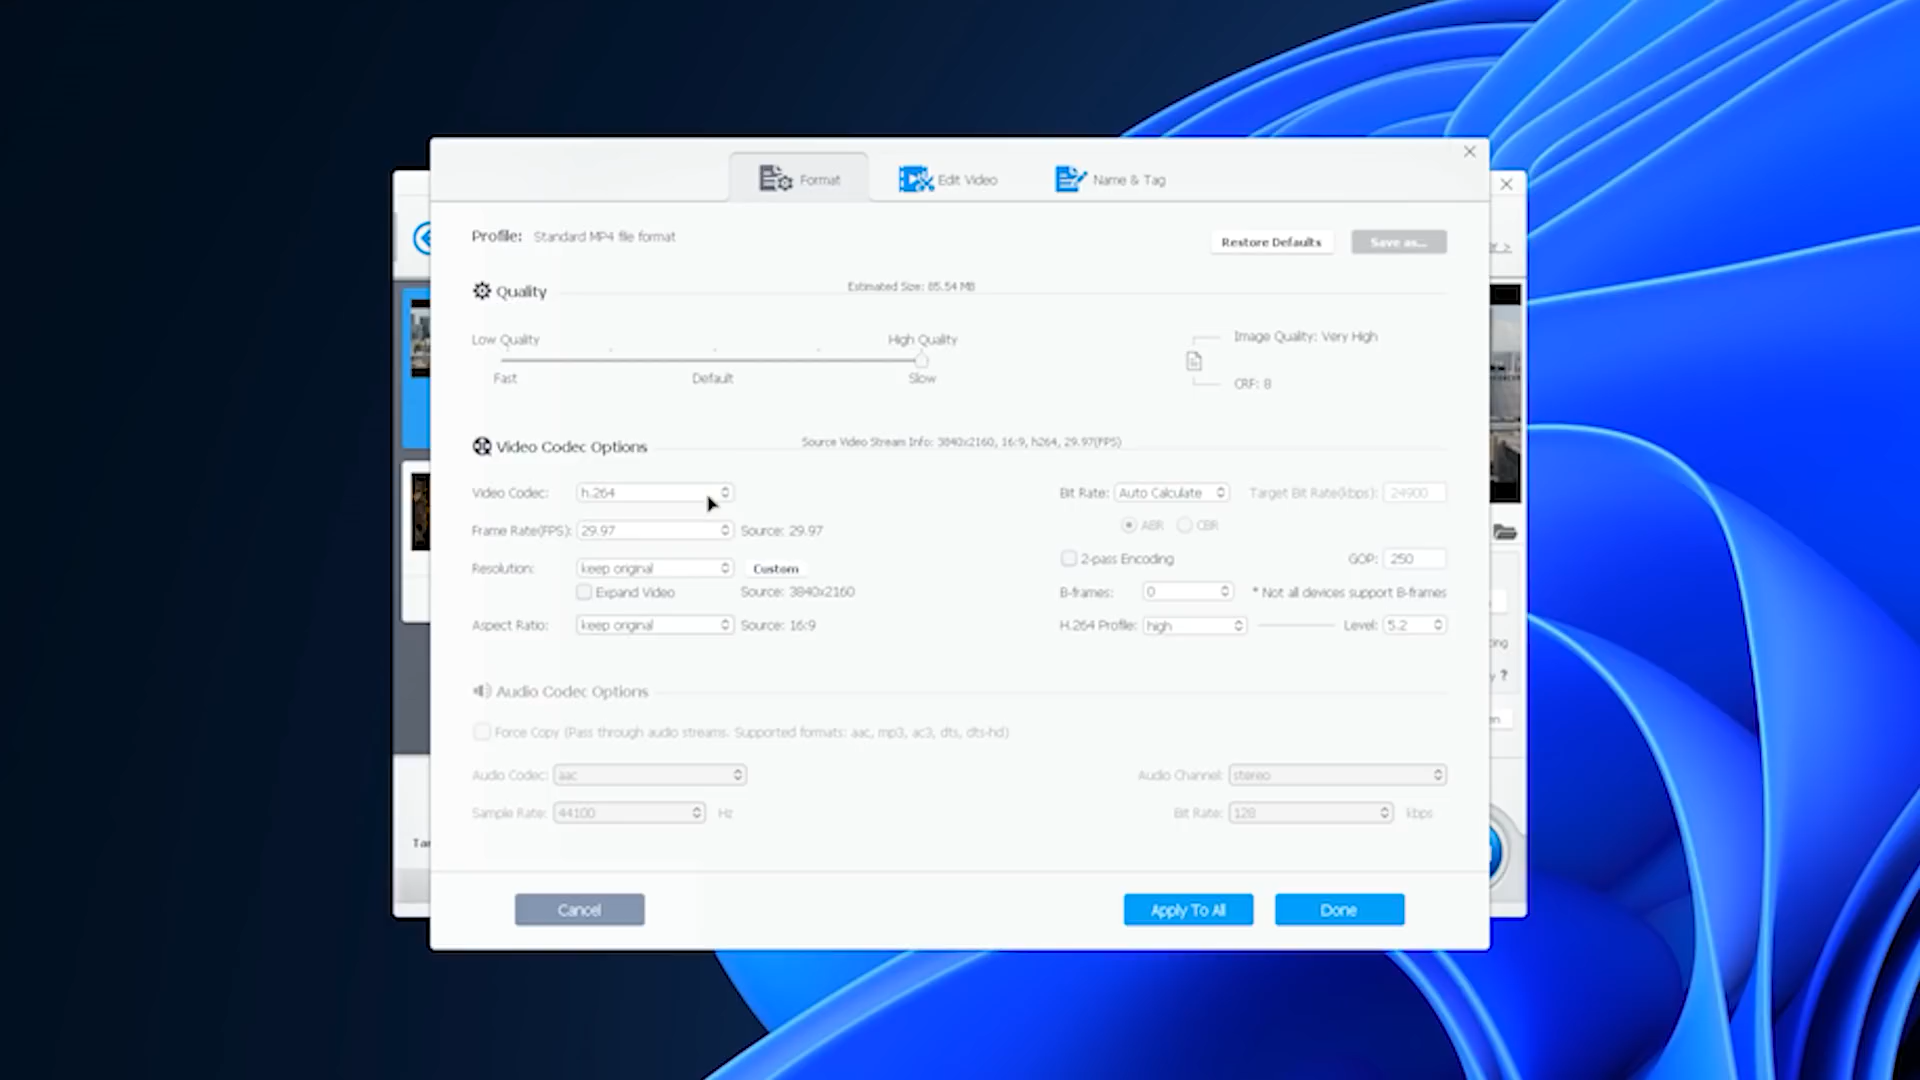 Format
Edit Video
Name & Tag
Profile: Standard MP4 file format
Restore Defaults
Save as...
Quality
Estimated Size: 85.54 MB
Low Quality
High Quality
Fast
Default
Slow
Image Quality: Very High
CRF: 8
Video Codec Options
Source Video Stream Info: 3840x2160, 16:9, h264, 29.97(FPS)
Video Codec: h.264
Bit Rate: Auto Calculate Target Bit Rate(kbps): 24900
ABR CBR
Frame Rate(FPS): 29.97 Source: 29.97
2-pass Encoding GOP: 250
Resolution: keep original Custom
Expand Video Source: 3840x2160
B-frames: 0 * Not all devices support B-frames
Aspect Ratio: keep original Source: 16:9
H.264 Profile: high Level: 5.2
Audio Codec Options
Force Copy (Pass through audio streams. Supported formats: aac, mp3, ac3, dts, dts-hd)
Audio Codec: aac
Audio Channel: stereo
Sample Rate: 44100 Hz
Bit Rate: 128 kbps
Cancel
Apply To All
Done